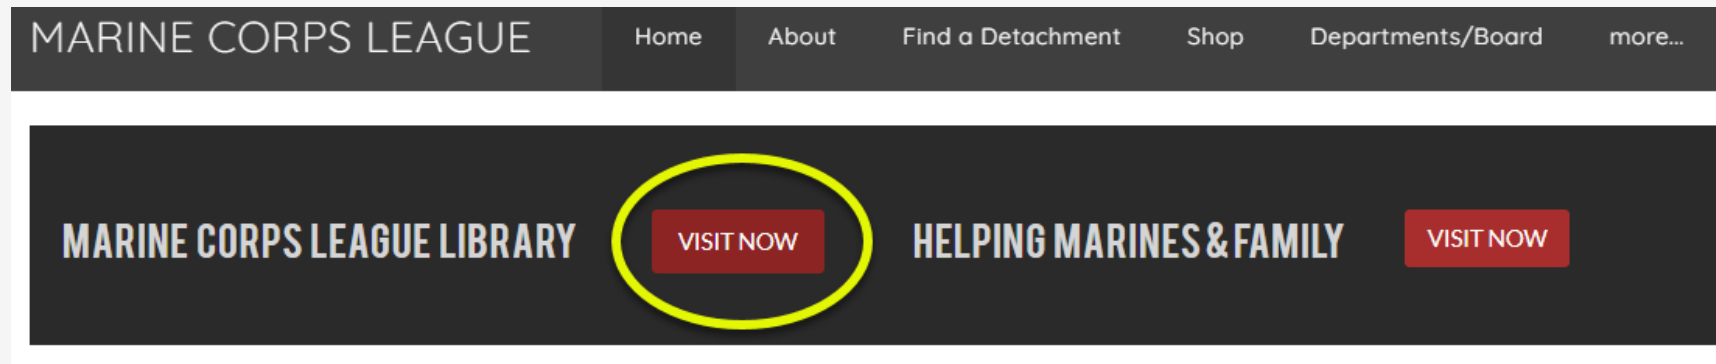 MARINE CORPS LEAGUE Home About Find a Detachment Shop Departments/Board more...
MARINE CORPS LEAGUE LIBRARY VISIT NOW HELPING MARINES & FAMILY VISIT NOW